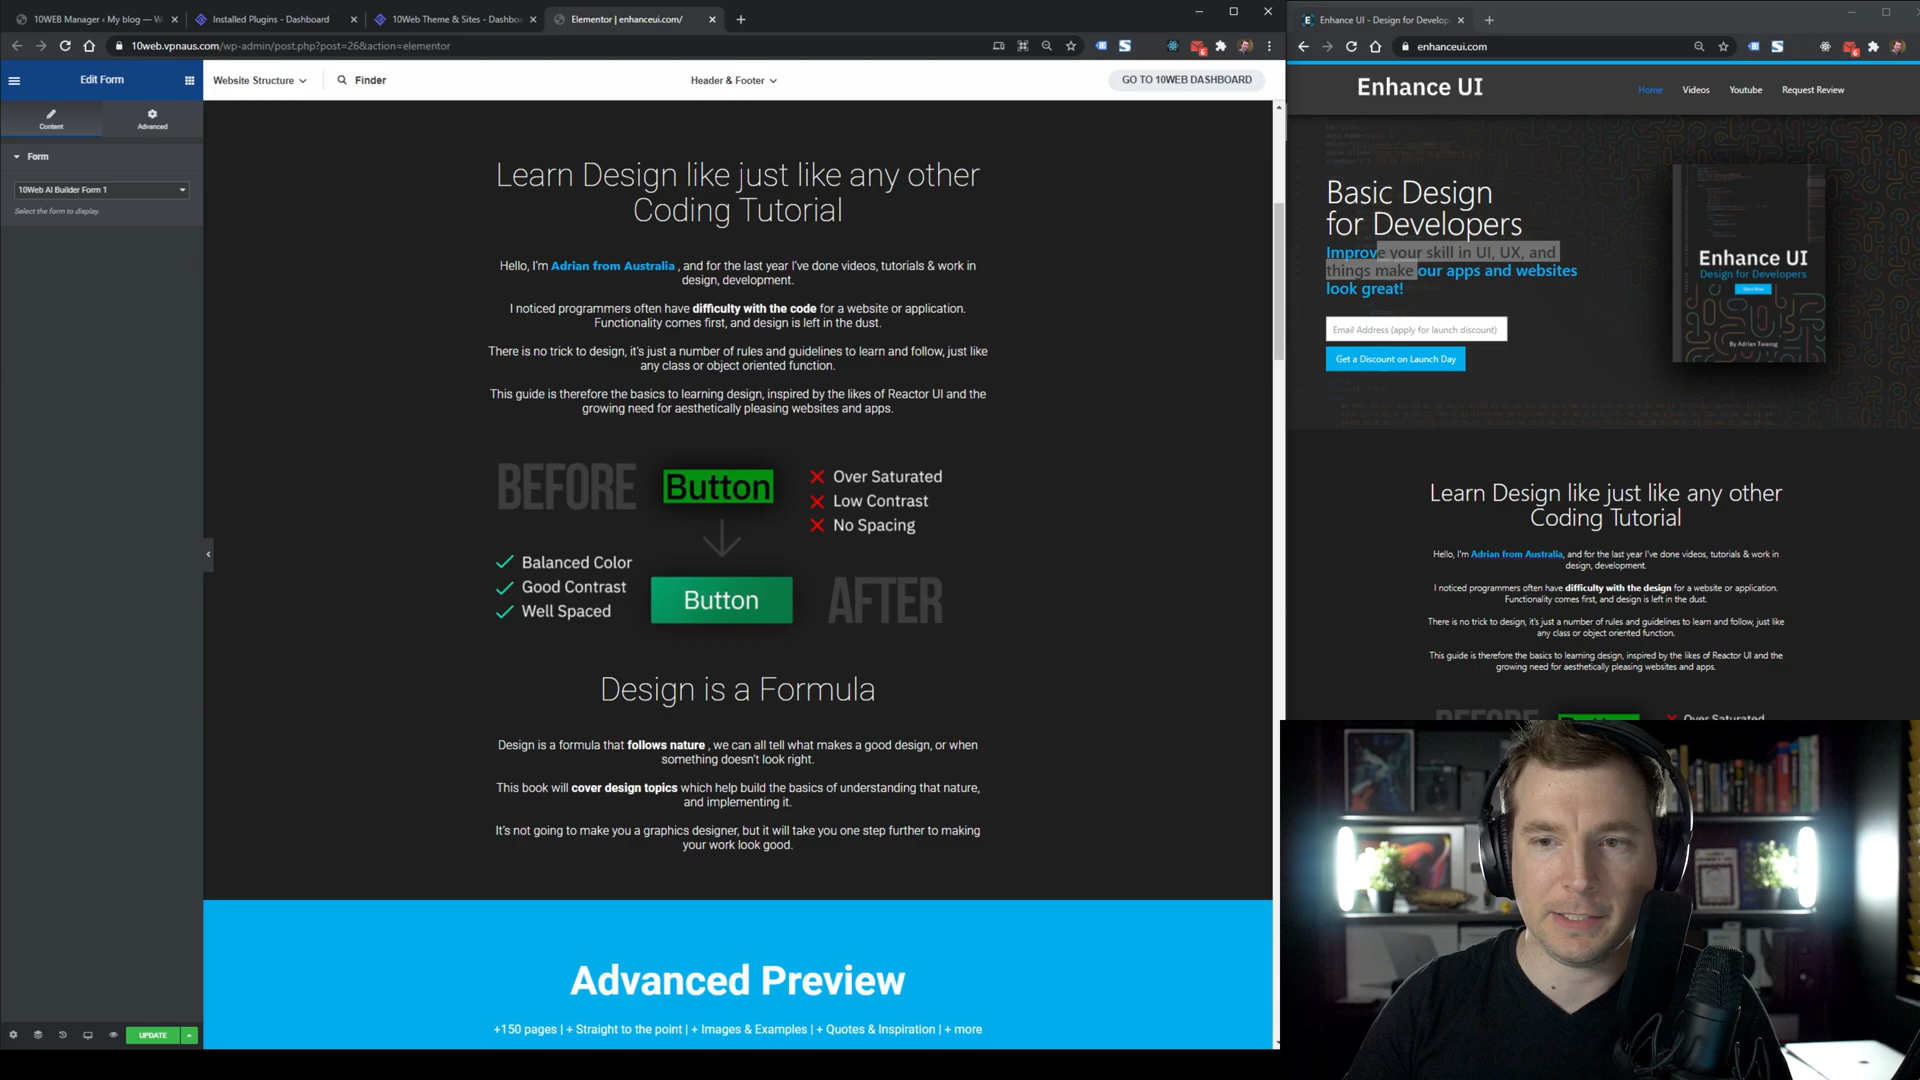 10WEB Manager ‹ My blog — W
Installed Plugins - Dashboard
10Web Theme & Sites - Dashboa
Elementor | enhanceui.com/
10web.vpnaus.com/wp-admin/post.php?post=26&action=elementor
Edit Form
Website Structure
Finder
Header & Footer
GO TO 10WEB DASHBOARD
Content
Advanced
Form
10Web AI Builder Form 1
Select the form to display.
Learn Design like just like any other
Coding Tutorial
Hello, I'm Adrian from Australia , and for the last year I've done videos, tutorials & work in
design, development.
I noticed programmers often have difficulty with the code for a website or application.
Functionality comes first, and design is left in the dust.
There is no trick to design, it's just a number of rules and guidelines to learn and follow, just like
any class or object oriented function.
This guide is therefore the basics to learning design, inspired by the likes of Reactor UI and the
growing need for aesthetically pleasing websites and apps.
BEFORE
Button
Over Saturated
Low Contrast
No Spacing
Balanced Color
Good Contrast
Well Spaced
Button
AFTER
Design is a Formula
Design is a formula that follows nature , we can all tell what makes a good design, or when
something doesn't look right.
This book will cover design topics which help build the basics of understanding that nature,
and implementing it.
It's not going to make you a graphics designer, but it will take you one step further to making
your work look good.
Advanced Preview
+150 pages | + Straight to the point | + Images & Examples | + Quotes & Inspiration | + more
UPDATE
Enhance UI - Design for Develop
enhanceui.com
Enhance UI
Home
Videos
Youtube
Request Review
Basic Design
for Developers
Improve your skill in UI, UX, and
things make our apps and websites
look great!
Email Address (apply for launch discount)
Get a Discount on Launch Day
Enhance UI
Design for Developers
Start Now
By Adrian Twarog
Learn Design like just like any other
Coding Tutorial
Hello, I'm Adrian from Australia, and for the last year I've done videos, tutorials & work in
design, development.
I noticed programmers often have difficulty with the design for a website or application.
Functionality comes first, and design is left in the dust.
There is no trick to design, it's just a number of rules and guidelines to learn and follow, just like
any class or object oriented function.
This guide is therefore the basics to learning design, inspired by the likes of Reactor UI and the
growing need for aesthetically pleasing websites and apps.
BEFORE
Over Saturated